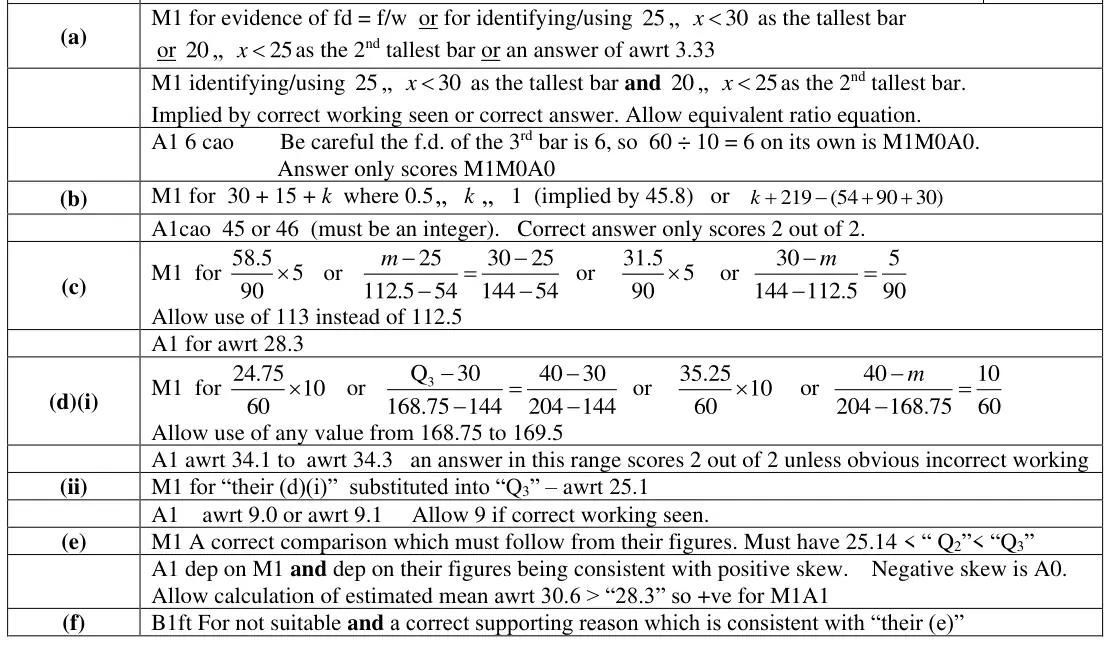 (a)
M1 for evidence of fd = f/w or for identifying/using 25 ,, x < 30 as the tallest bar
or 20 ,, x < 25 as the 2nd tallest bar or an answer of awrt 3.33
M1 identifying/using 25 ,, x < 30 as the tallest bar and 20 ,, x < 25 as the 2nd tallest bar.
Implied by correct working seen or correct answer. Allow equivalent ratio equation.
A1 6 cao Be careful the f.d. of the 3rd bar is 6, so 60 ÷ 10 = 6 on its own is M1M0A0.
Answer only scores M1M0A0
(b)
M1 for 30 + 15 + k where 0.5 ,, k ,, 1 (implied by 45.8) or k + 219 − (54 + 90 + 30)
A1cao 45 or 46 (must be an integer). Correct answer only scores 2 out of 2.
(c)
M1 for 58.5/90 × 5 or (m − 25)/(112.5 − 54) = (30 − 25)/(144 − 54) or 31.5/90 × 5 or (30 − m)/(144 − 112.5) = 5/90
Allow use of 113 instead of 112.5
A1 for awrt 28.3
(d)(i)
M1 for 24.75/60 × 10 or (Q3 − 30)/(168.75 − 144) = (40 − 30)/(204 − 144) or 35.25/60 × 10 or (40 − m)/(204 − 168.75) = 10/60
Allow use of any value from 168.75 to 169.5
A1 awrt 34.1 to awrt 34.3 an answer in this range scores 2 out of 2 unless obvious incorrect working
(ii)
M1 for “their (d)(i)” substituted into “Q3” – awrt 25.1
A1 awrt 9.0 or awrt 9.1 Allow 9 if correct working seen.
(e)
M1 A correct comparison which must follow from their figures. Must have 25.14 < “ Q2”< “Q3”
A1 dep on M1 and dep on their figures being consistent with positive skew. Negative skew is A0.
Allow calculation of estimated mean awrt 30.6 > “28.3” so +ve for M1A1
(f)
B1ft For not suitable and a correct supporting reason which is consistent with “their (e)”